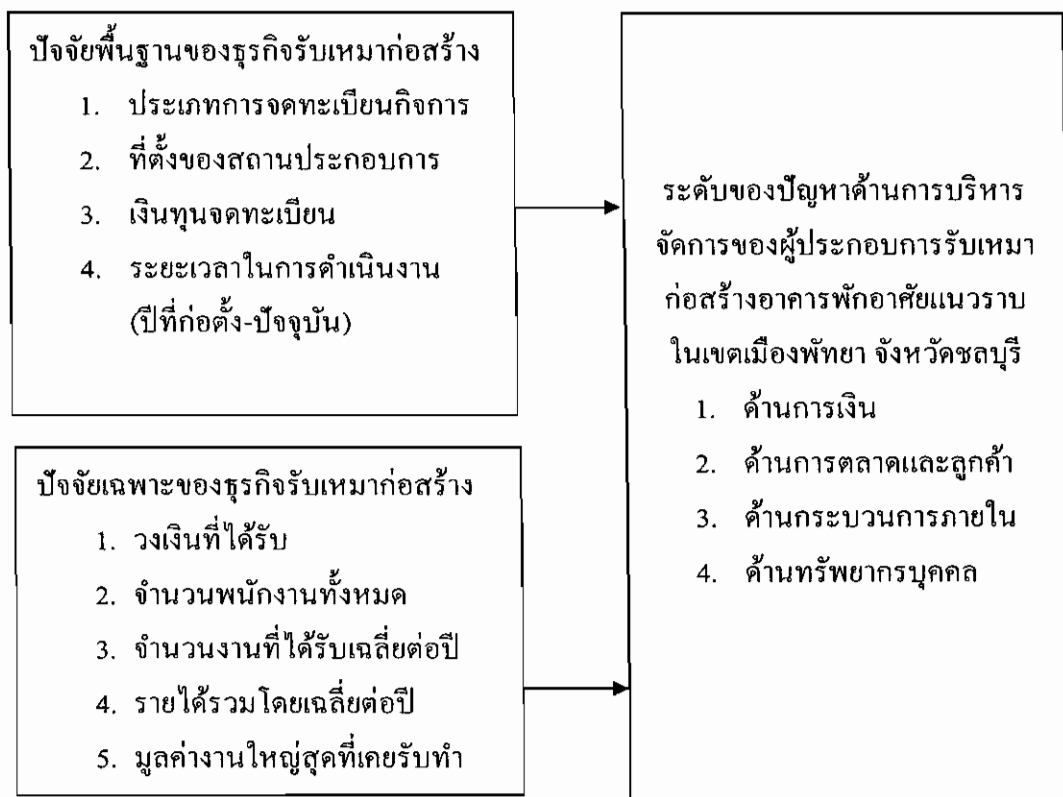 ปัจจัยพื้นฐานของธุรกิจรับเหมาก่อสร้าง
1. ประเภทการจดทะเบียนกิจการ
2. ที่ตั้งของสถานประกอบการ
3. เงินทุนจดทะเบียน
4. ระยะเวลาในการดำเนินงาน
(ปีที่ก่อตั้ง-ปัจจุบัน)
ปัจจัยเฉพาะของธุรกิจรับเหมาก่อสร้าง
1. วงเงินที่ได้รับ
2. จำนวนพนักงานทั้งหมด
3. จำนวนงานที่ได้รับเฉลี่ยต่อปี
4. รายได้รวมโดยเฉลี่ยต่อปี
5. มูลค่างานใหญ่สุดที่เคยรับทำ
ระดับของปัญหาด้านการบริหาร
จัดการของผู้ประกอบการรับเหมา
ก่อสร้างอาคารพักอาศัยแนวราบ
ในเขตเมืองพัทยา จังหวัดชลบุรี
1. ด้านการเงิน
2. ด้านการตลาดและลูกค้า
3. ด้านกระบวนการภายใน
4. ด้านทรัพยากรบุคคล